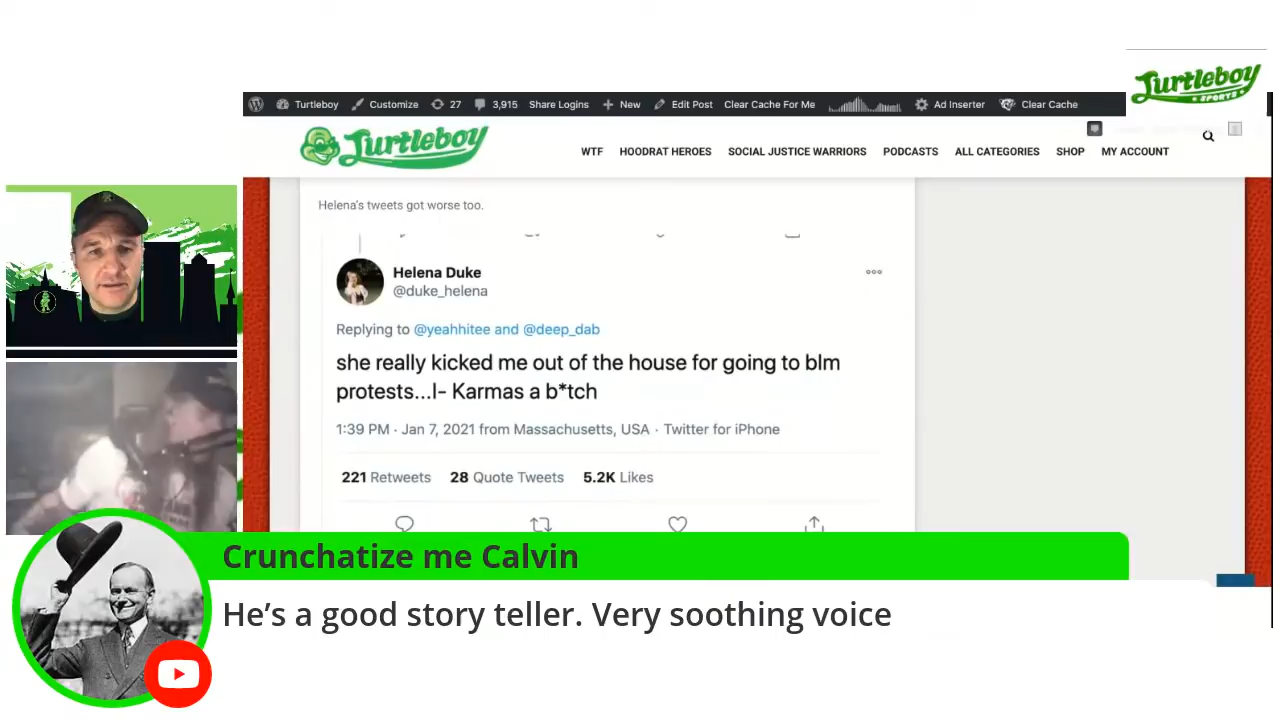 Turtleboy Customize 27 3,915 Share Logins New Edit Post Clear Cache For Me Ad Inserter Clear Cache
Turtleboy
SPORTS
Turtleboy
WTF HOODRAT HEROES SOCIAL JUSTICE WARRIORS PODCASTS ALL CATEGORIES SHOP MY ACCOUNT
Helena's tweets got worse too.
Helena Duke
@duke_helena
Replying to @yeahhitee and @deep_dab
she really kicked me out of the house for going to blm
protests...I- Karmas a b*tch
1:39 PM · Jan 7, 2021 from Massachusetts, USA · Twitter for iPhone
221 Retweets 28 Quote Tweets 5.2K Likes
Crunchatize me Calvin
He's a good story teller. Very soothing voice